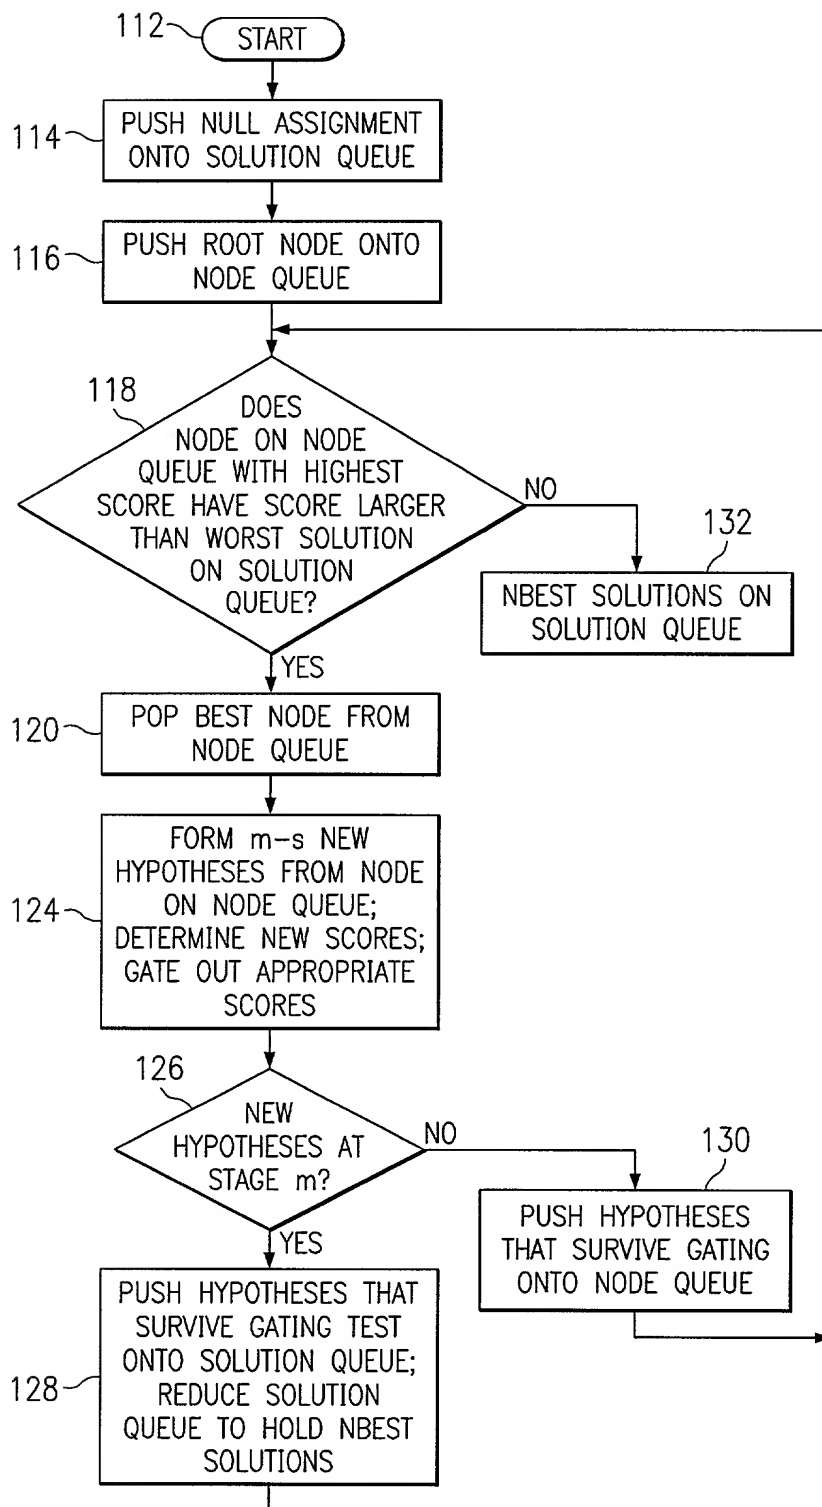 112
START
114
PUSH NULL ASSIGNMENT
ONTO SOLUTION QUEUE
116
PUSH ROOT NODE ONTO
NODE QUEUE
118
DOES
NODE ON NODE
QUEUE WITH HIGHEST
SCORE HAVE SCORE LARGER
THAN WORST SOLUTION
ON SOLUTION
QUEUE?
NO
132
NBEST SOLUTIONS ON
SOLUTION QUEUE
YES
120
POP BEST NODE FROM
NODE QUEUE
124
FORM m-s NEW
HYPOTHESES FROM NODE
ON NODE QUEUE;
DETERMINE NEW SCORES;
GATE OUT APPROPRIATE
SCORES
126
NEW
HYPOTHESES AT
STAGE m?
NO
130
PUSH HYPOTHESES
THAT SURVIVE GATING
ONTO NODE QUEUE
YES
128
PUSH HYPOTHESES THAT
SURVIVE GATING TEST
ONTO SOLUTION QUEUE;
REDUCE SOLUTION
QUEUE TO HOLD NBEST
SOLUTIONS